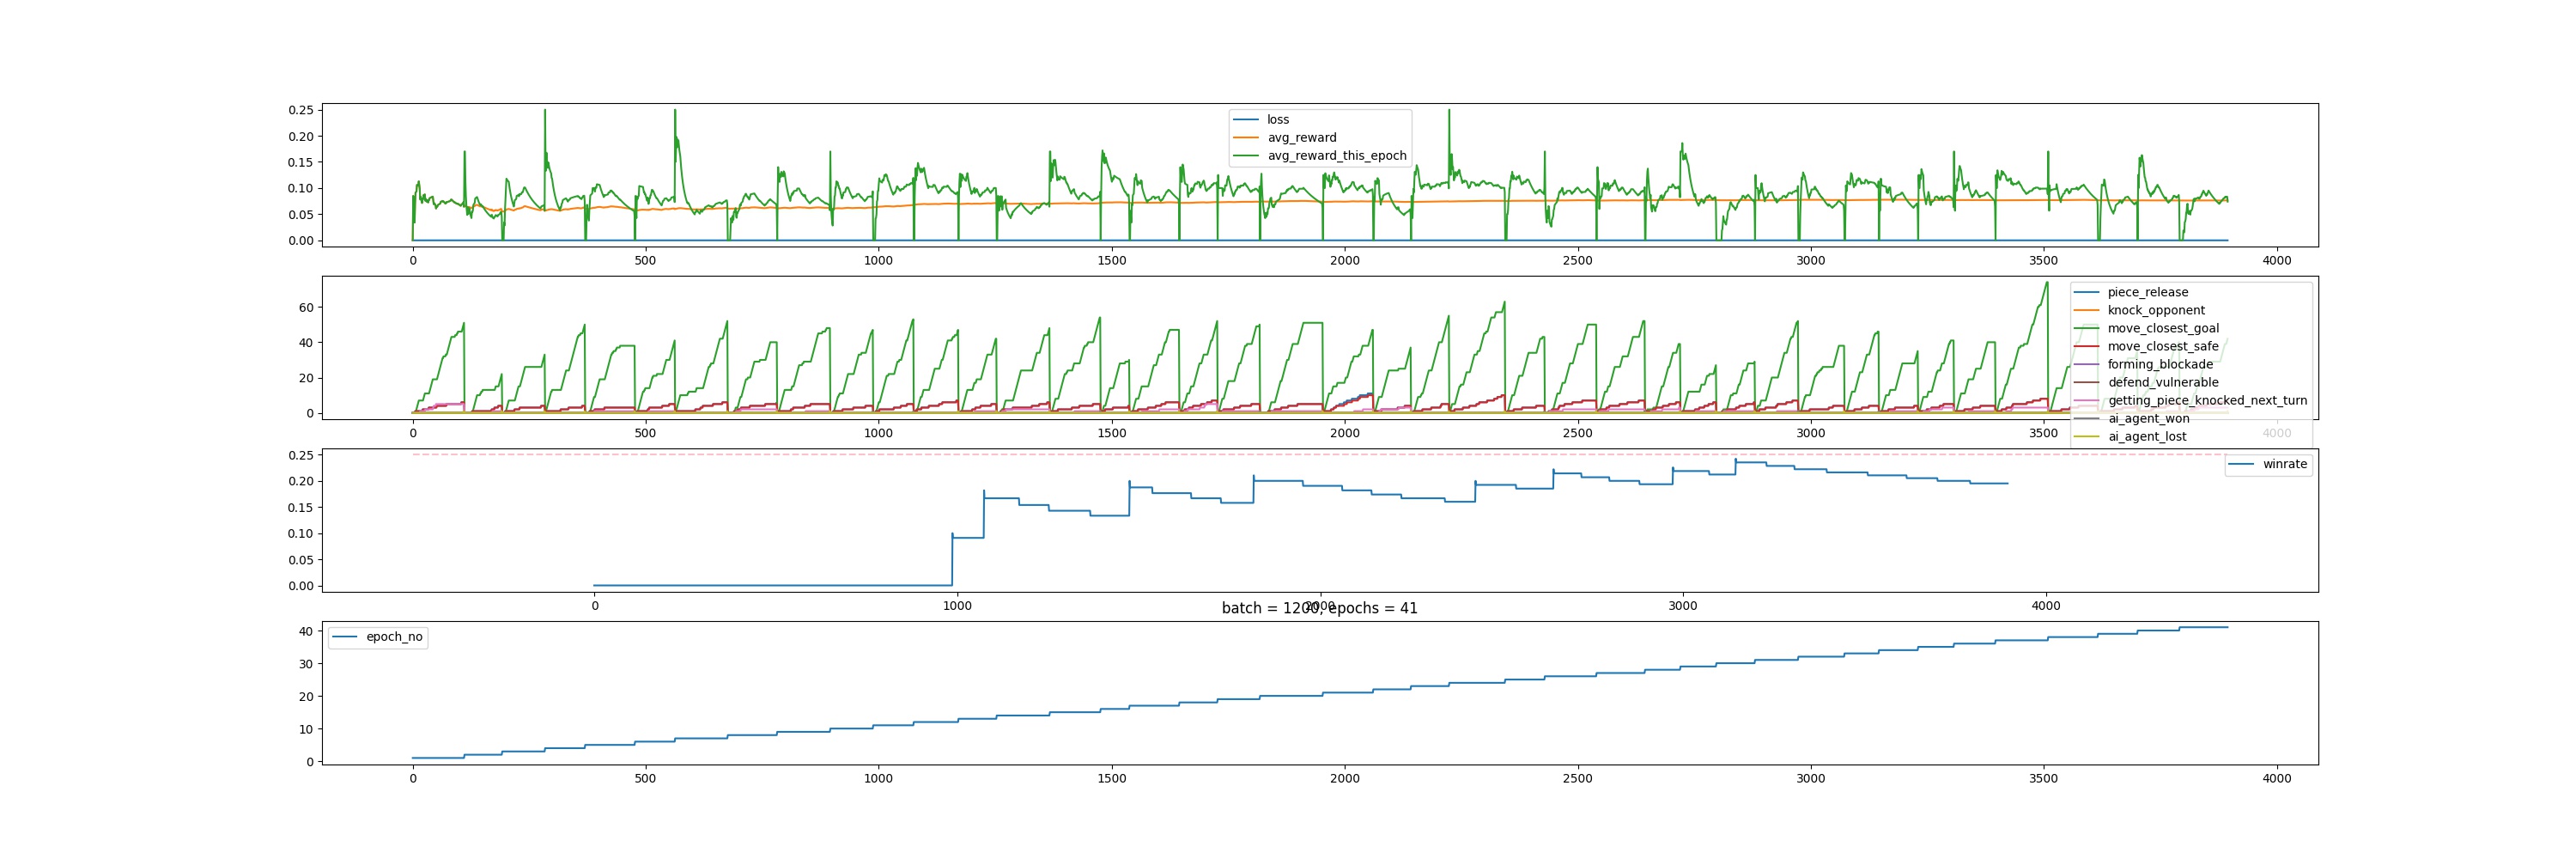 0.25
0.20
0.15
0.10
0.05
0.00
loss
avg_reward
avg_reward_this_epoch
0 500 1000 1500 2000 2500 3000 3500 4000
60
40
20
0
piece_release
knock_opponent
move_closest_goal
move_closest_safe
forming_blockade
defend_vulnerable
getting_piece_knocked_next_turn
ai_agent_won
ai_agent_lost
0 500 1000 1500 2000 2500 3000 3500 4000
0.25
0.20
0.15
0.10
0.05
0.00
winrate
0 1000 2000 3000 4000
batch = 1200, epochs = 41
40
30
20
10
0
epoch_no
0 500 1000 1500 2000 2500 3000 3500 4000